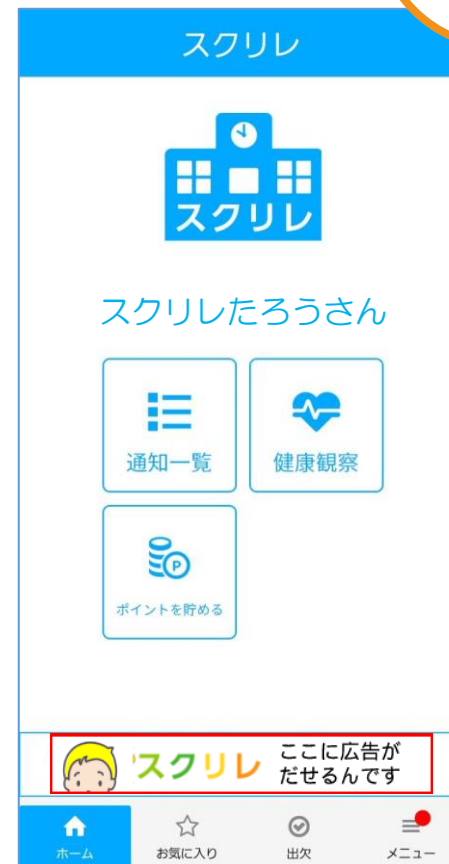 スクリレ
スクリレ
スクリレたろうさん
通知一覧
健康観察
P
ポイントを貯める
スクリレ
ここに広告が
だせるんです
ホーム
お気に入り
出欠
メニュー